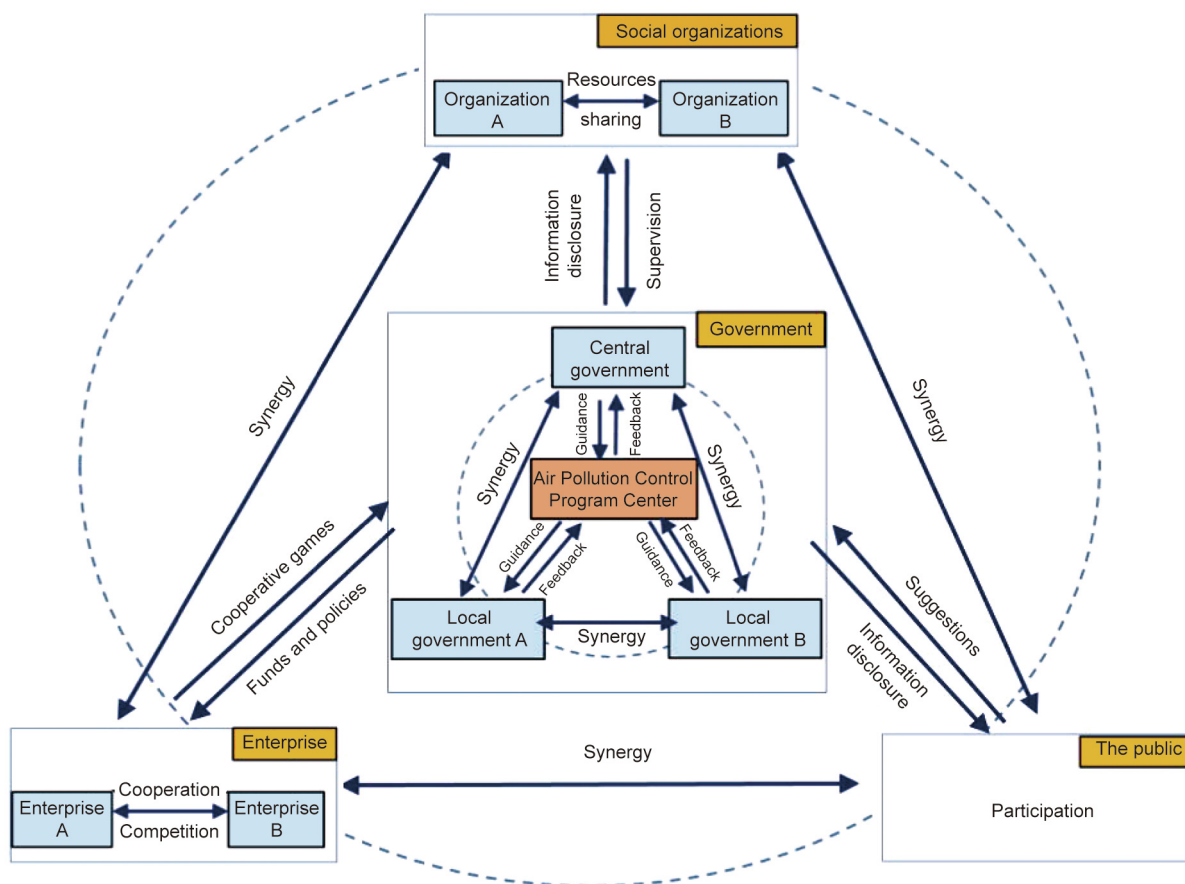 Social organizations
Resources
Organization
A
sharing
Organization
B
Information
disclosure
Supervision
Synergy
Synergy
Government
Central
government
Guidance
Feedback
Synergy
Synergy
Air Pollution Control
Program Center
Guidance
Feedback
Feedback
Guidance
Local
government A
Synergy
Local
government B
Cooperative games
Funds and policies
Suggestions
Information
disclosure
Enterprise
Enterprise
A
Cooperation
Competition
Enterprise
B
Synergy
The public
Participation